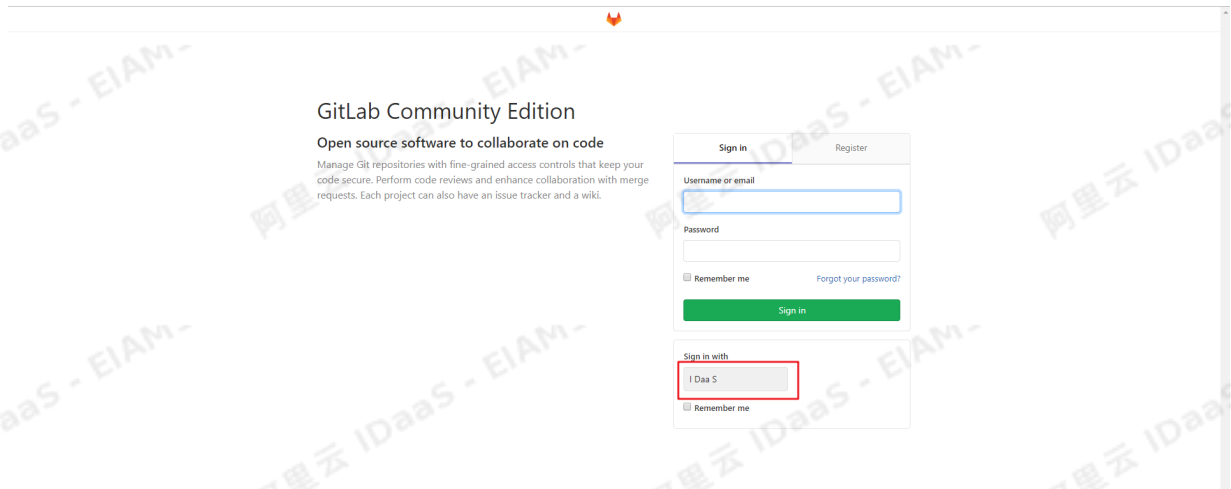 GitLab Community Edition
Open source software to collaborate on code
Manage Git repositories with fine-grained access controls that keep your
code secure. Perform code reviews and enhance collaboration with merge
requests. Each project can also have an issue tracker and a wiki.
Sign in
Register
Username or email
Password
Remember me
Forgot your password?
Sign in
Sign in with
I Daa S
Remember me
aaS - EIAM-
阿里云 IDaaS - EIAM-
阿里云 IDaaS - EIAM-
阿里云 IDaaS
aaS - EIAM-
阿里云 IDaaS - EIAM-
阿里云 IDaaS - EIAM-
阿里云 IDaaS